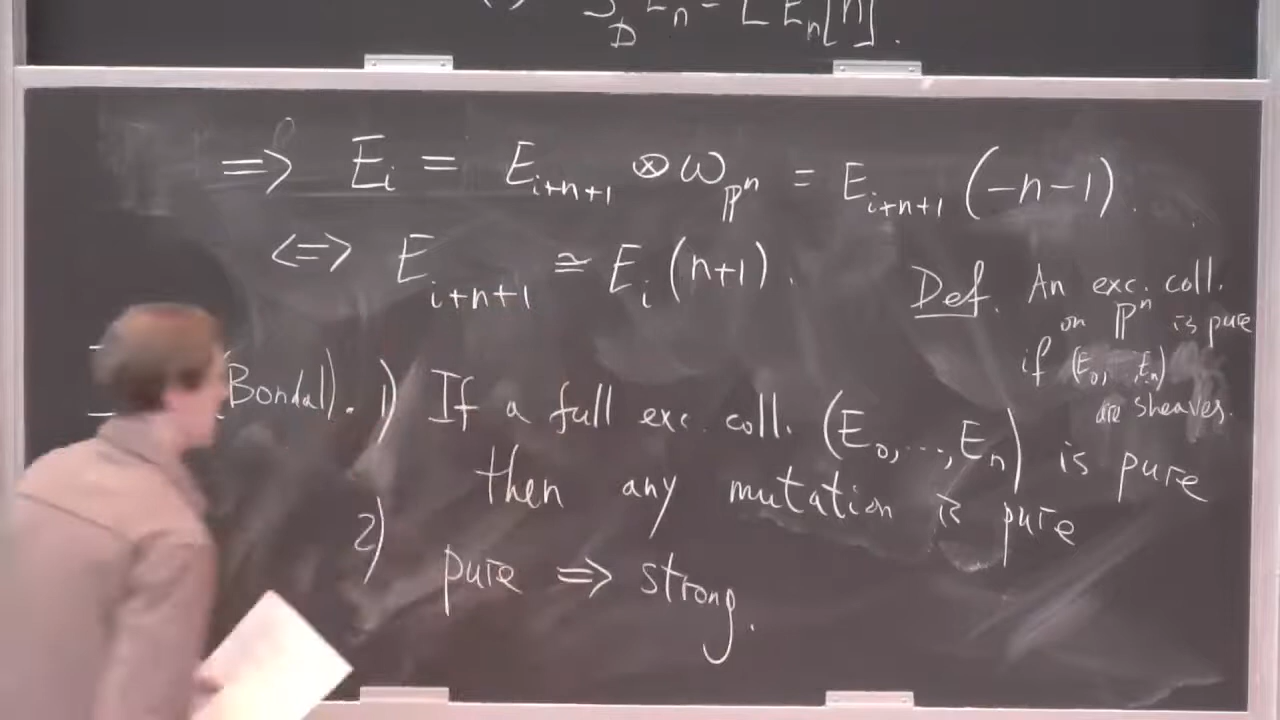 S_D E_n = L E_n[n].
=> E_i = E_{i+n+1} ⊗ ω_{ℙ^n} = E_{i+n+1} (-n-1).
<=> E_{i+n+1} ≅ E_i (n+1).
Def. An exc. coll.
on ℙ^n is pure
if (E_0, ... E_n)
are sheaves.
(Bondal). 1) If a full exc. coll. (E_0, ..., E_n) is pure
then any mutation is pure
2) pure => strong.